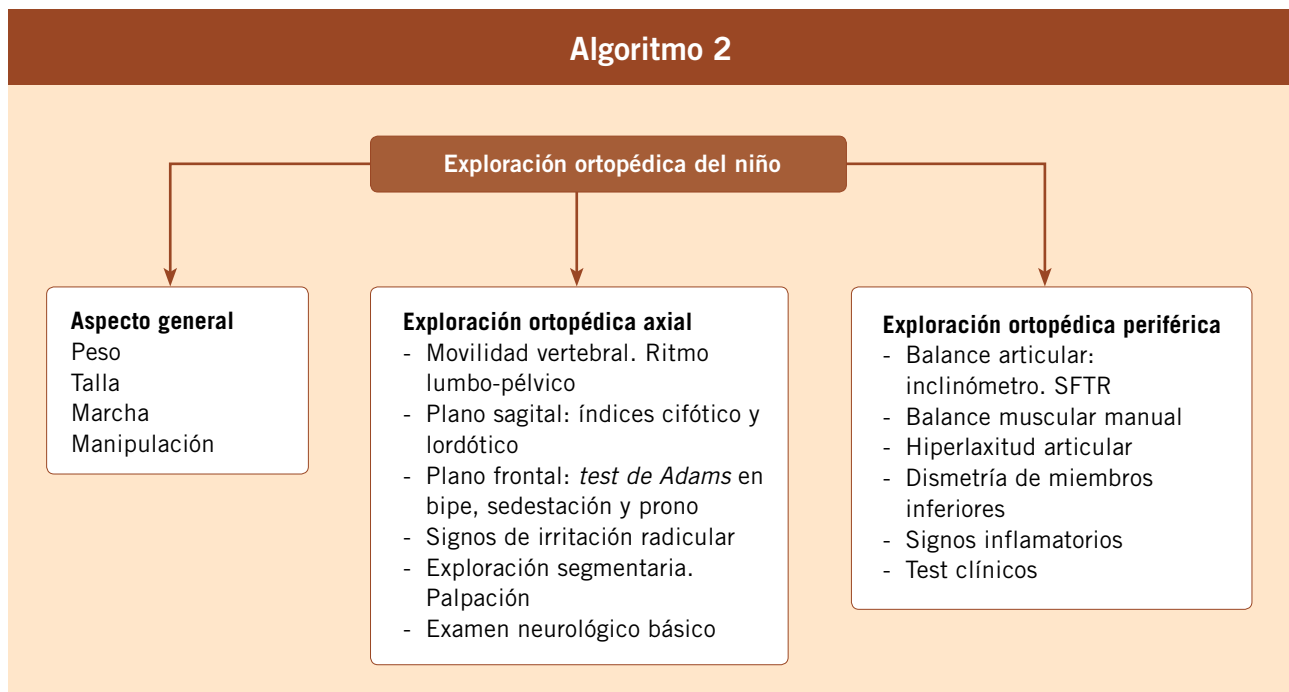 Algoritmo 2
Exploración ortopédica del niño
Aspecto general
Peso
Talla
Marcha
Manipulación
Exploración ortopédica axial
- Movilidad vertebral. Ritmo
lumbo-pélvico
- Plano sagital: índices cifótico y
lordótico
- Plano frontal: test de Adams en
bipe, sedestación y prono
- Signos de irritación radicular
- Exploración segmentaria.
Palpación
- Examen neurológico básico
Exploración ortopédica periférica
- Balance articular:
inclinómetro. SFTR
- Balance muscular manual
- Hiperlaxitud articular
- Dismetría de miembros
inferiores
- Signos inflamatorios
- Test clínicos